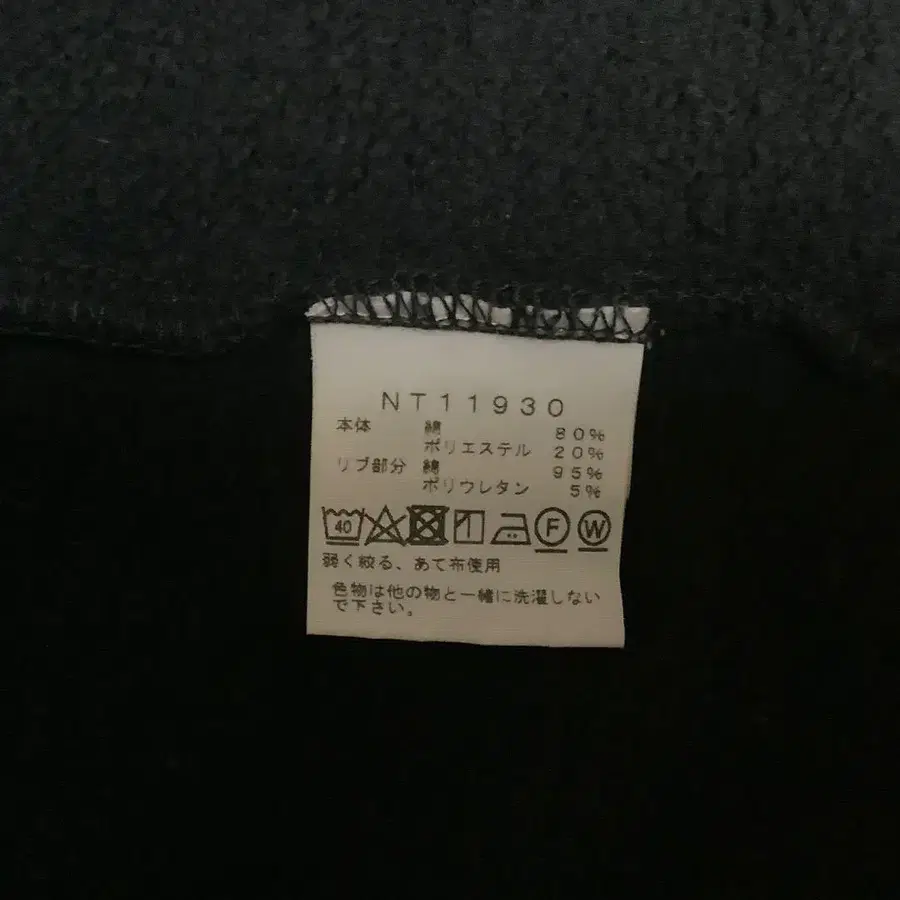 NT11930
本体 綿 80%
ポリエステル 20%
リブ部分 綿 95%
ポリウレタン 5%
40 F W
弱く絞る、あて布使用
色物は他の物と一緒に洗濯しない
で下さい。